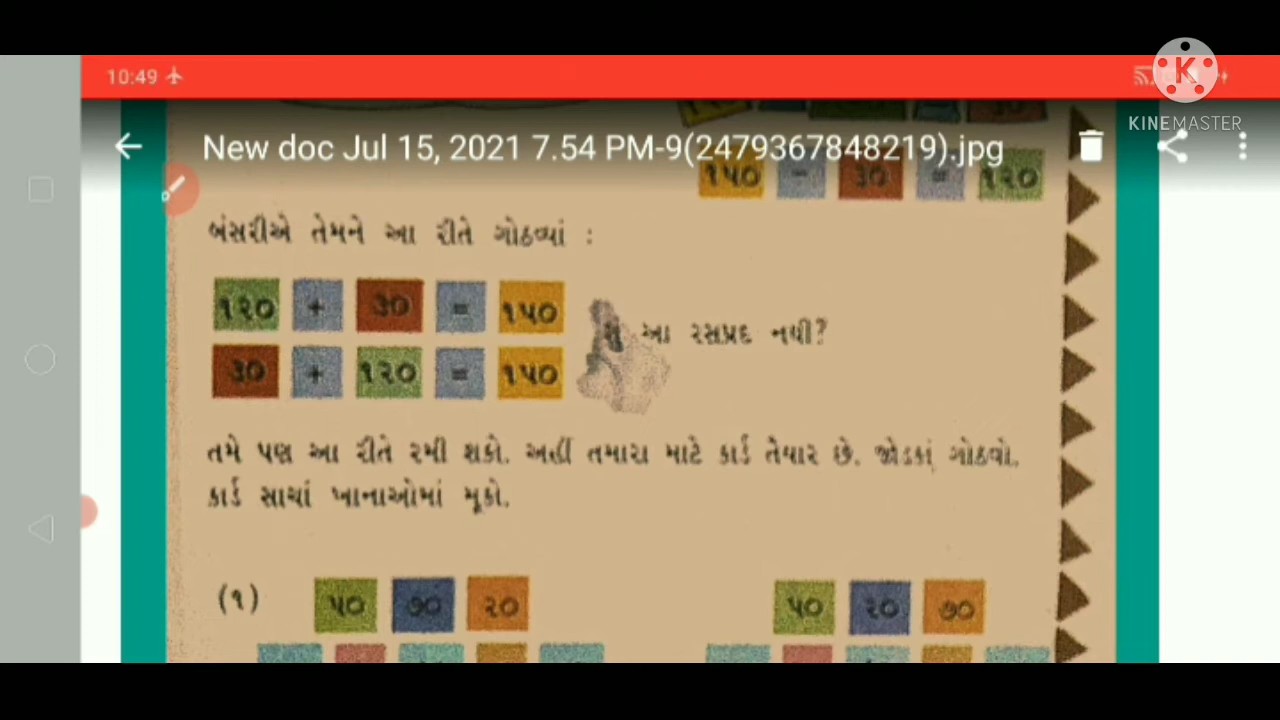 10:49
KINEMASTER
New doc Jul 15, 2021 7.54 PM-9(2479367848219).jpg
૧૫૦ - ૩૦ = ૧૨૦
બંસરીએ તેમને આ રીતે ગોઠવ્યાં :
૧૨૦ + ૩૦ = ૧૫૦
શું આ રસપ્રદ નથી?
૩૦ + ૧૨૦ = ૧૫૦
તમે પણ આ રીતે રમી શકો. અહીં તમારા માટે કાર્ડ તૈયાર છે. જોડકાં ગોઠવો.
કાર્ડ સાચાં ખાનાઓમાં મૂકો.
(૧) ૫૦ ૭૦ ૨૦ ૫૦ ૨૦ ૭૦